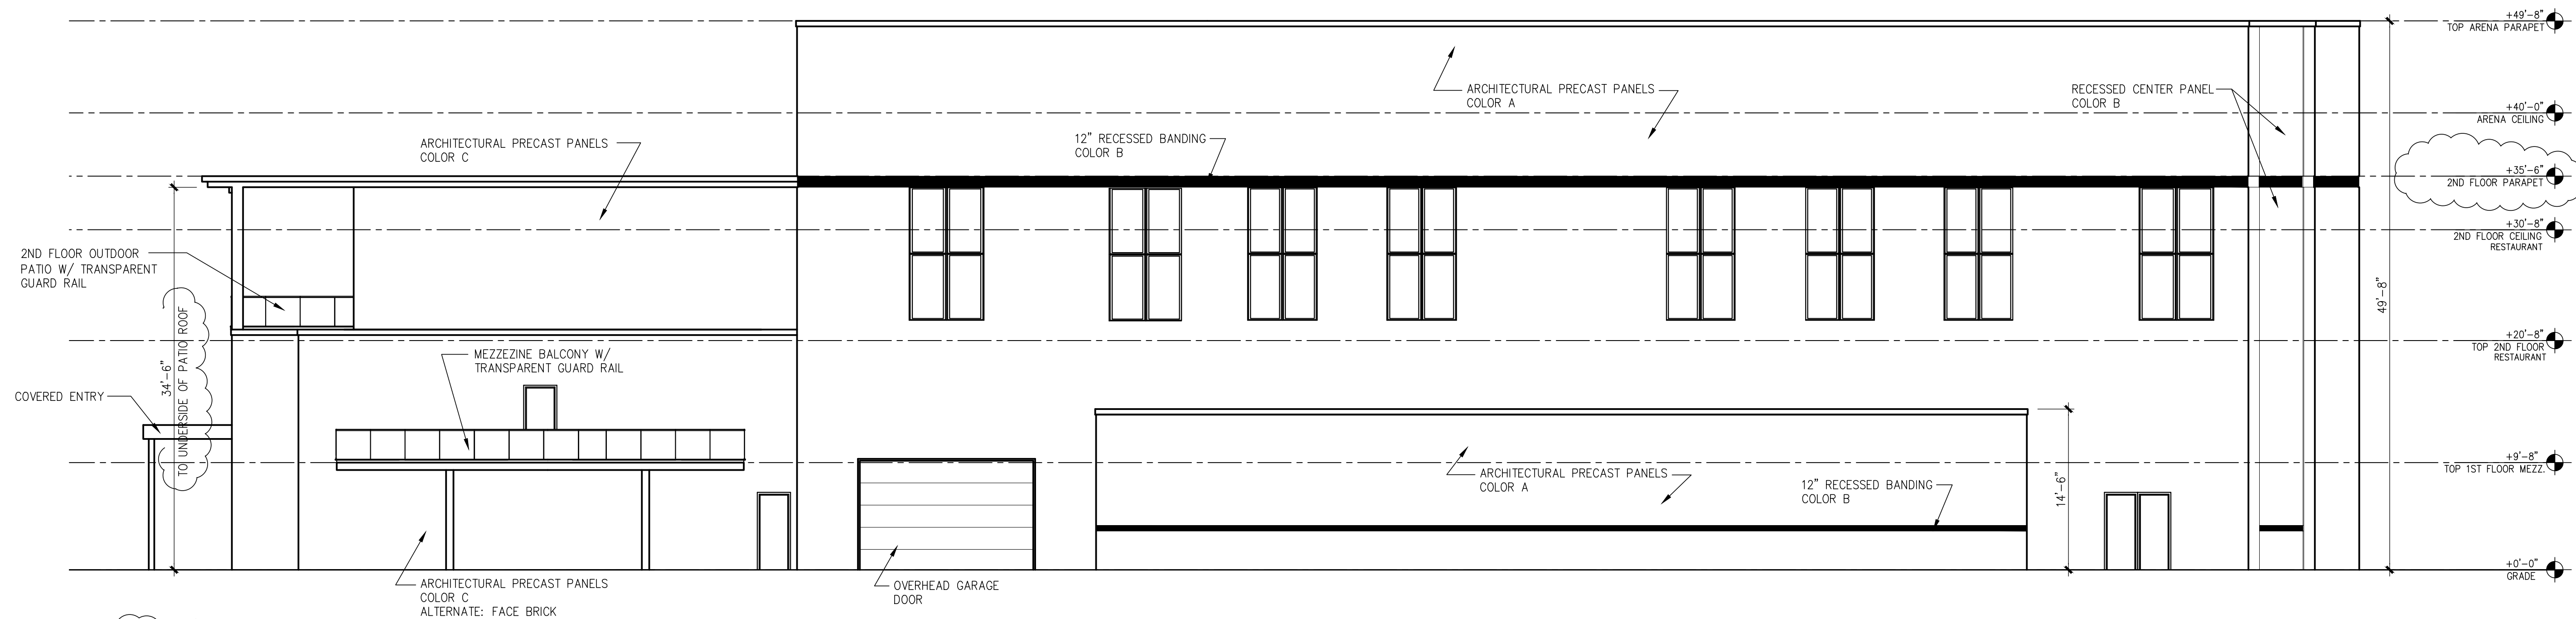 +49'-8"
TOP ARENA PARAPET
ARCHITECTURAL PRECAST PANELS
COLOR A
RECESSED CENTER PANEL
COLOR B
+40'-0"
ARENA CEILING
12" RECESSED BANDING
COLOR B
ARCHITECTURAL PRECAST PANELS
COLOR C
+35'-6"
2ND FLOOR PARAPET
+30'-8"
2ND FLOOR CEILING
RESTAURANT
2ND FLOOR OUTDOOR
PATIO W/ TRANSPARENT
GUARD RAIL
49'-8"
34'-6"
TO UNDERSIDE OF PATIO ROOF
+20'-8"
TOP 2ND FLOOR
RESTAURANT
MEZZEZINE BALCONY W/
TRANSPARENT GUARD RAIL
COVERED ENTRY
+9'-8"
TOP 1ST FLOOR MEZZ.
ARCHITECTURAL PRECAST PANELS
COLOR A
12" RECESSED BANDING
COLOR B
14'-6"
+0'-0"
GRADE
ARCHITECTURAL PRECAST PANELS
COLOR C
ALTERNATE: FACE BRICK
OVERHEAD GARAGE
DOOR